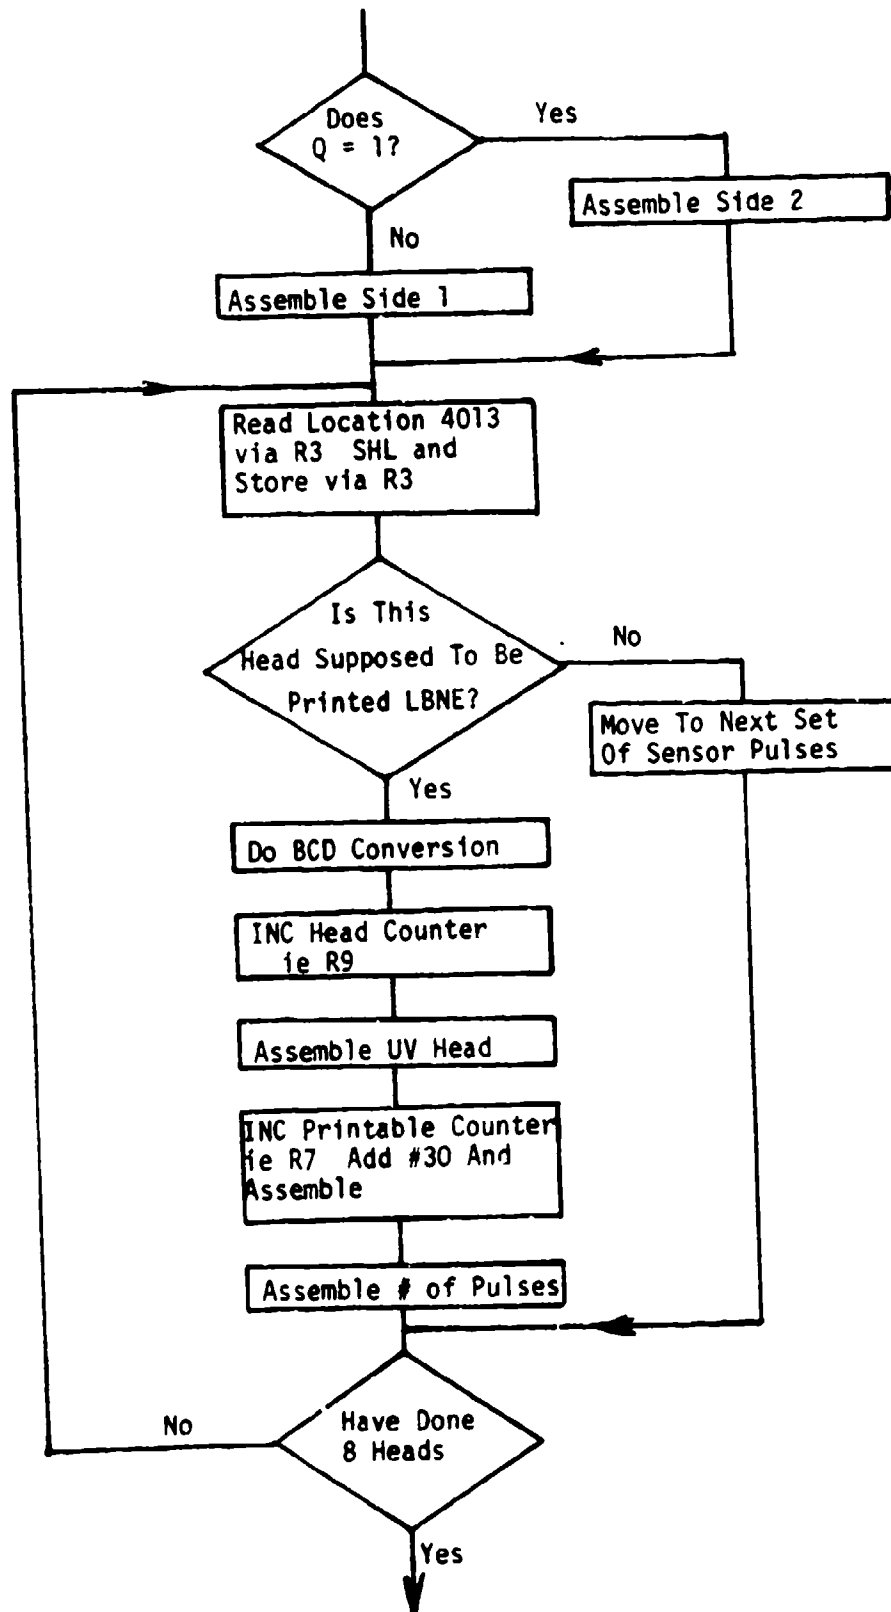 Does
Q = 1?
Yes
Assemble Side 2
No
Assemble Side 1
Read Location 4013
via R3 SHL and
Store via R3
Is This
Head Supposed To Be
Printed LBNE?
No
Move To Next Set
Of Sensor Pulses
Yes
Do BCD Conversion
INC Head Counter
ie R9
Assemble UV Head
INC Printable Counter
ie R7 Add #30 And
Assemble
Assemble # of Pulses
No
Have Done
8 Heads
Yes